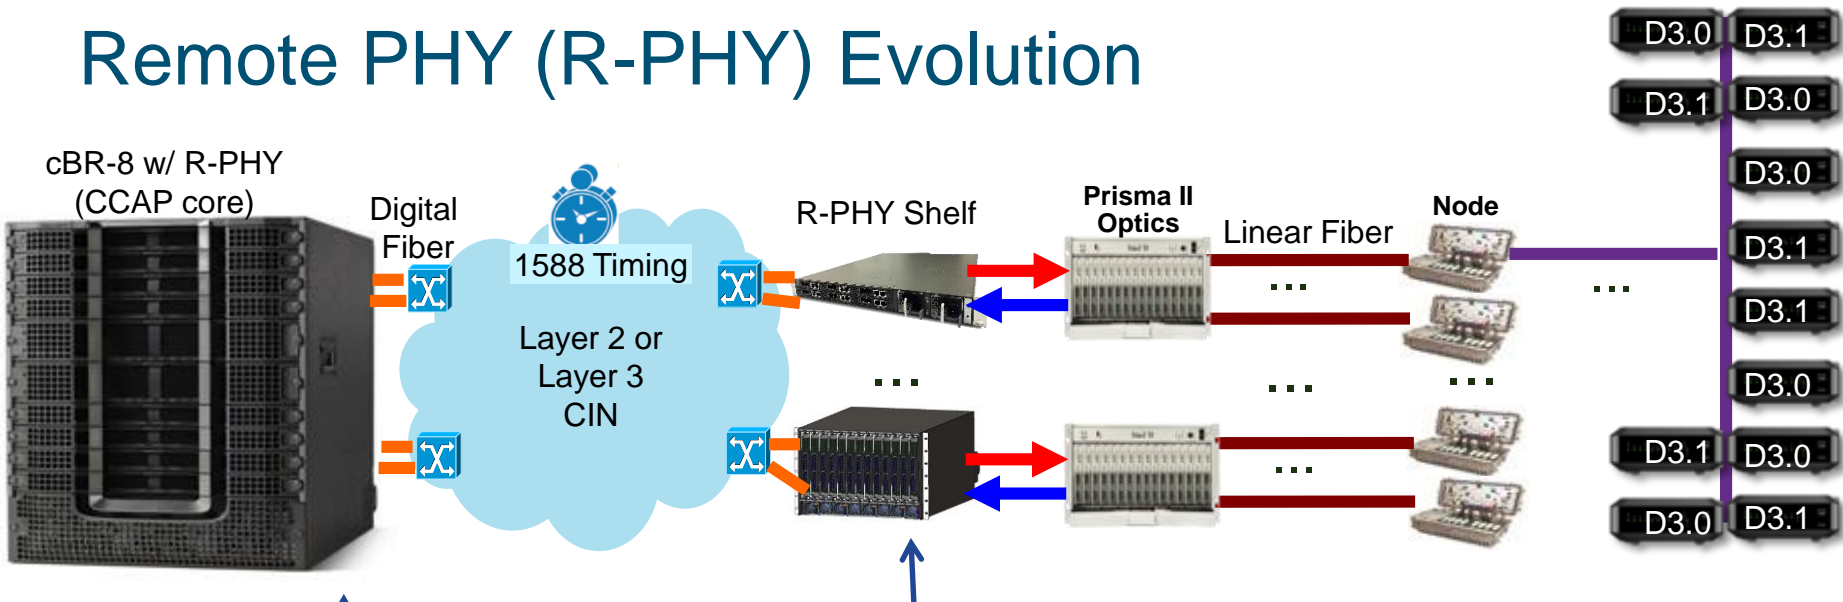 Remote PHY (R-PHY) Evolution
cBR-8 w/ R-PHY
(CCAP core)
Digital
Fiber
1588 Timing
Layer 2 or
Layer 3
CIN
R-PHY Shelf
...
Prisma II
Optics
Linear Fiber
...
...
...
Node
...
...
D3.0 D3.1
D3.1 D3.0
D3.0
D3.1
D3.1
D3.0
D3.1 D3.0
D3.0 D3.1